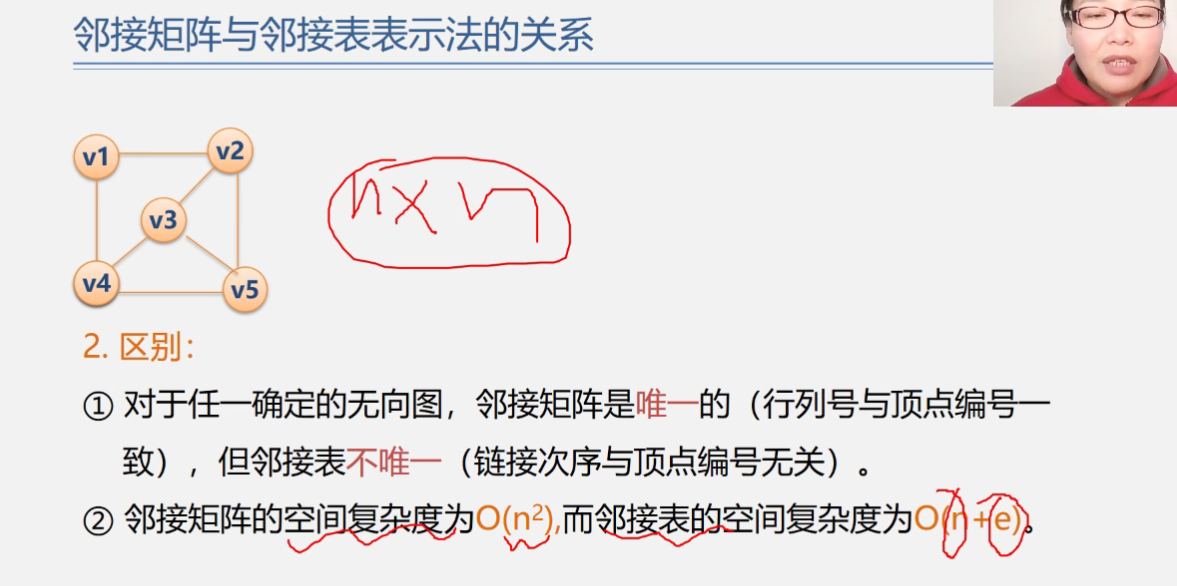 邻接矩阵与邻接表表示法的关系
v1
v2
n×n
v3
v4
v5
2. 区别：
① 对于任一确定的无向图，邻接矩阵是唯一的（行列号与顶点编号一
致），但邻接表不唯一（链接次序与顶点编号无关）。
② 邻接矩阵的空间复杂度为O(n²),而邻接表的空间复杂度为O(n+e)。